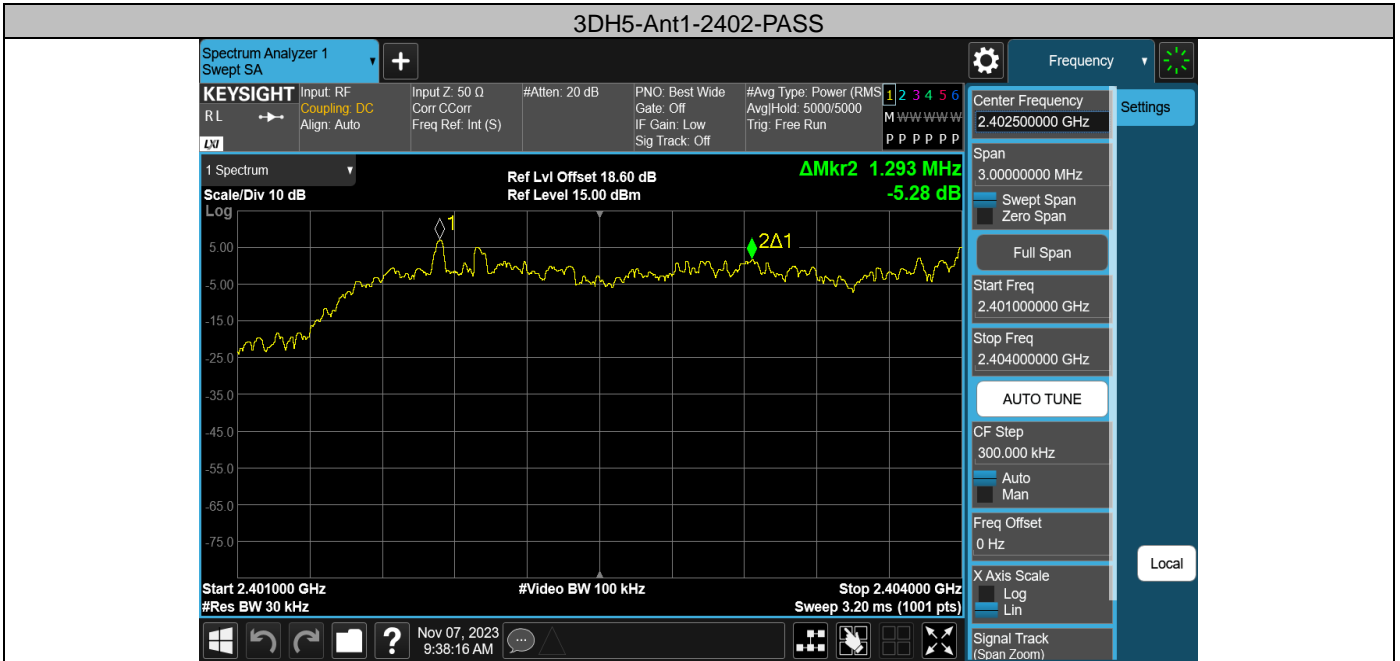 3DH5-Ant1-2402-PASS
Spectrum Analyzer 1
Swept SA
Frequency
KEYSIGHT
RL
LXI
Input: RF
Coupling: DC
Align: Auto
Input Z: 50 Ω
Corr CCorr
Freq Ref: Int (S)
#Atten: 20 dB
PNO: Best Wide
Gate: Off
IF Gain: Low
Sig Track: Off
#Avg Type: Power (RMS
Avg|Hold: 5000/5000
Trig: Free Run
1 2 3 4 5 6
M W W W W W
P P P P P P
1 Spectrum
Scale/Div 10 dB
Log
Ref Lvl Offset 18.60 dB
Ref Level 15.00 dBm
ΔMkr2 1.293 MHz
-5.28 dB
1
2Δ1
5.00
-5.00
-15.0
-25.0
-35.0
-45.0
-55.0
-65.0
-75.0
Start 2.401000 GHz
#Video BW 100 kHz
Stop 2.404000 GHz
#Res BW 30 kHz
Sweep 3.20 ms (1001 pts)
Center Frequency
2.402500000 GHz
Settings
Span
3.00000000 MHz
Swept Span
Zero Span
Full Span
Start Freq
2.401000000 GHz
Stop Freq
2.404000000 GHz
AUTO TUNE
CF Step
300.000 kHz
Auto
Man
Freq Offset
0 Hz
X Axis Scale
Log
Lin
Local
Signal Track
(Span Zoom)
?
Nov 07, 2023
9:38:16 AM